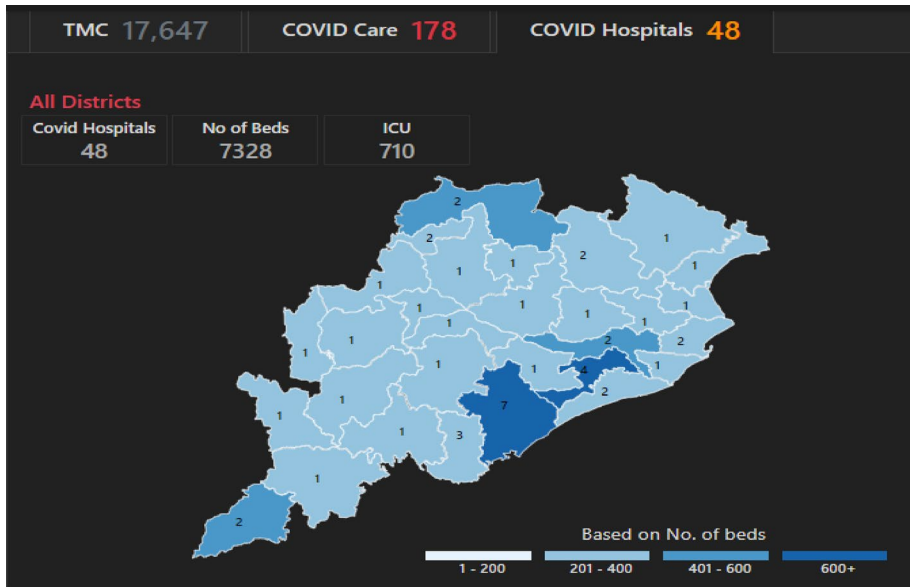 TMC 17,647 COVID Care 178 COVID Hospitals 48
All Districts
Covid Hospitals No of Beds ICU
48 7328 710
2
2 1
1 1 2 1
1 1
1 1 1 1
1 1 1
1 1 2 2
1 1 4 1
1 7 2
1 1 3
1
2
Based on No. of beds
1 - 200 201 - 400 401 - 600 600+